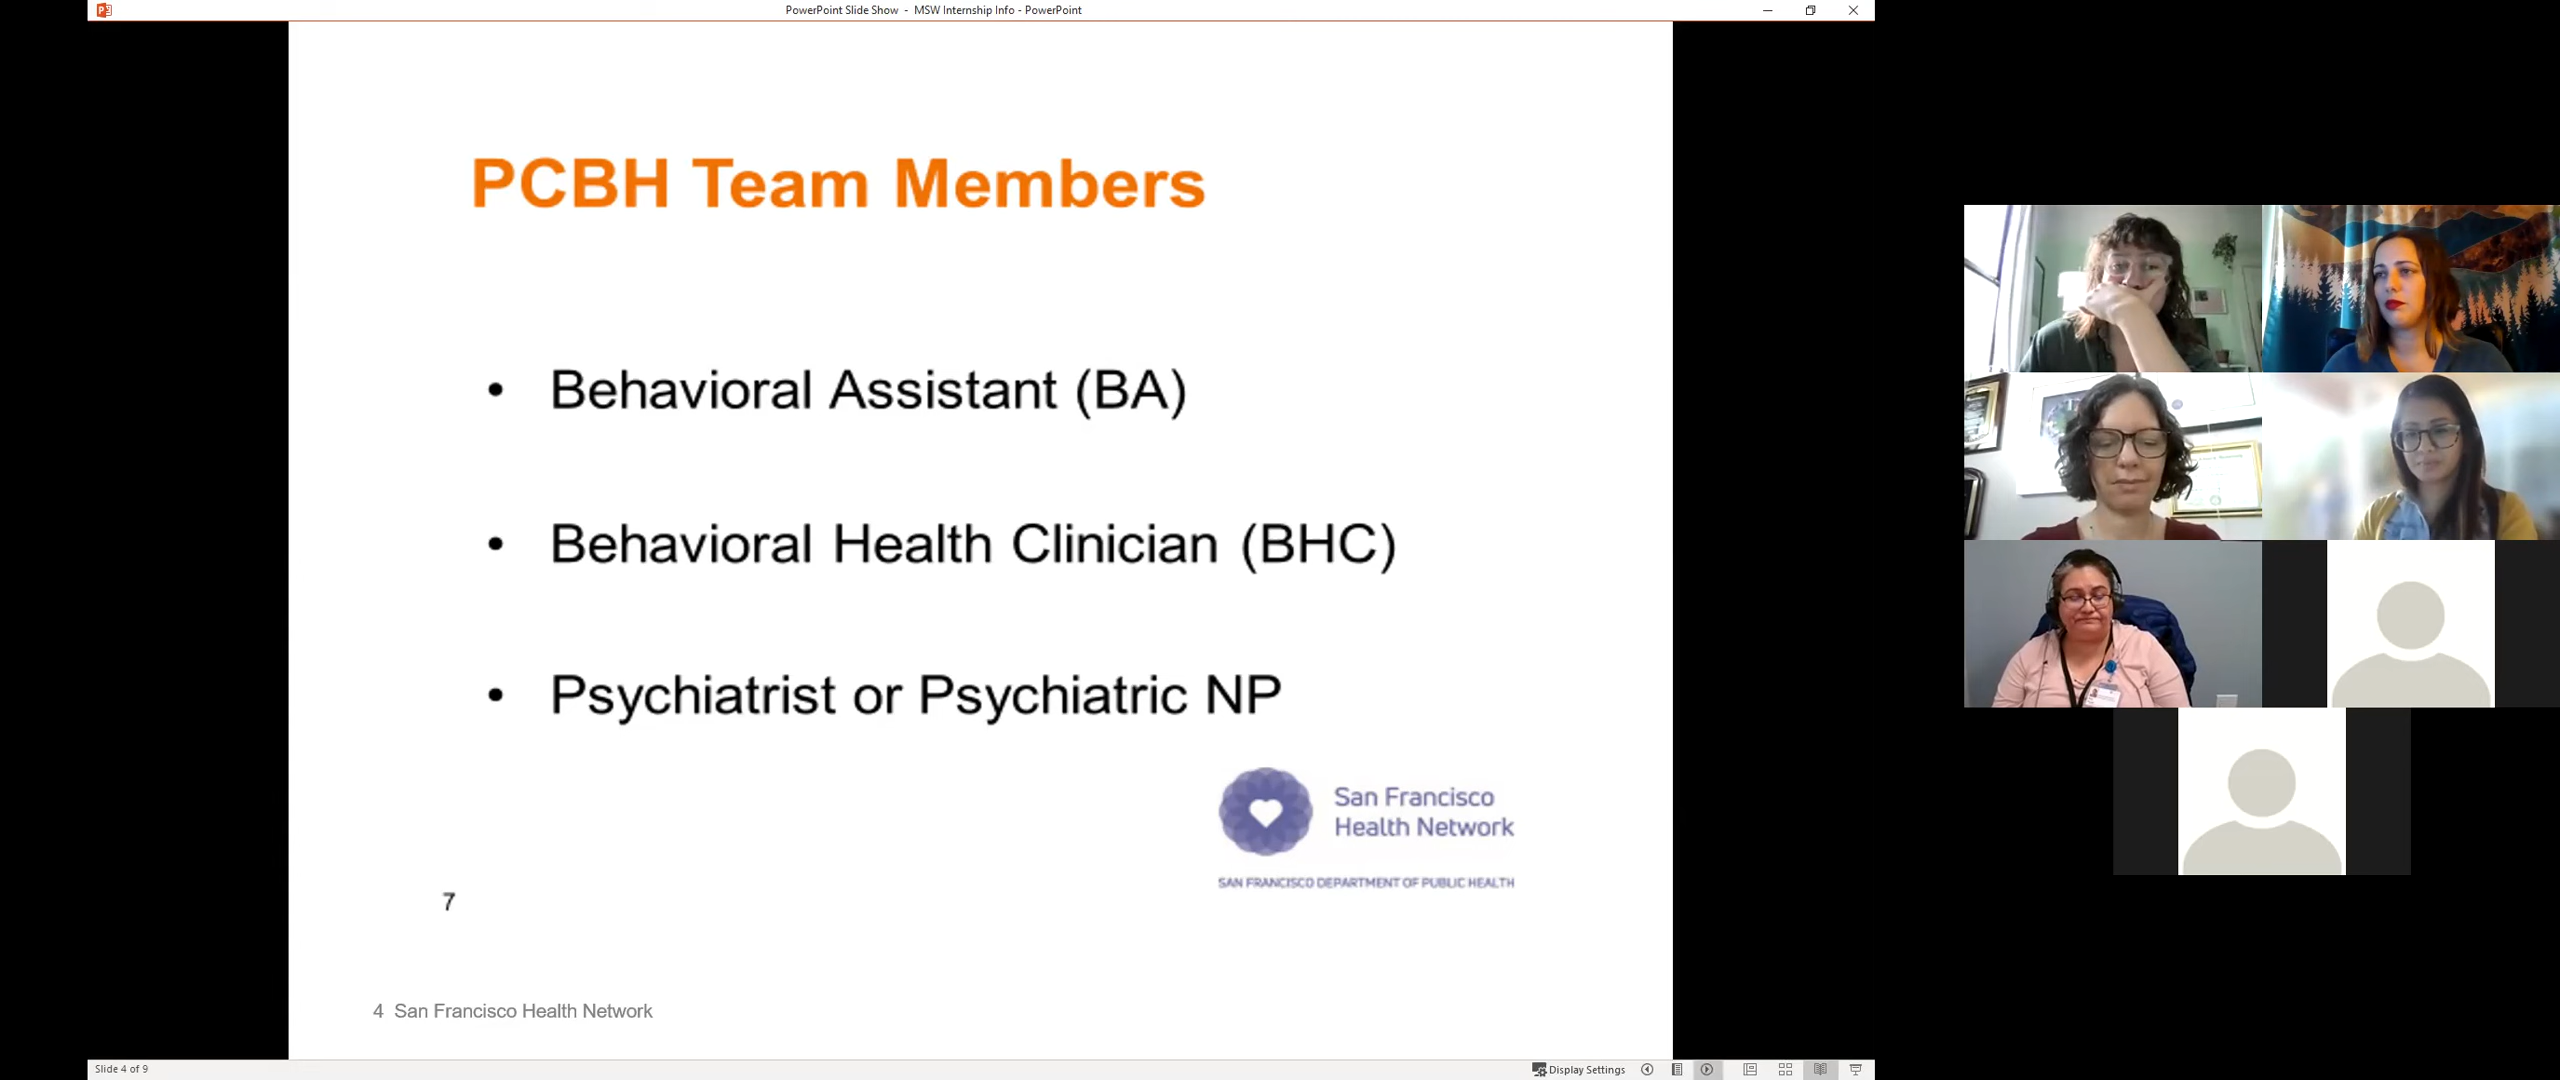 PowerPoint Slide Show - MSW Internship Info - PowerPoint
PCBH Team Members
• Behavioral Assistant (BA)
• Behavioral Health Clinician (BHC)
• Psychiatrist or Psychiatric NP
San Francisco
Health Network
SAN FRANCISCO DEPARTMENT OF PUBLIC HEALTH
7
4 San Francisco Health Network
Slide 4 of 9
Display Settings